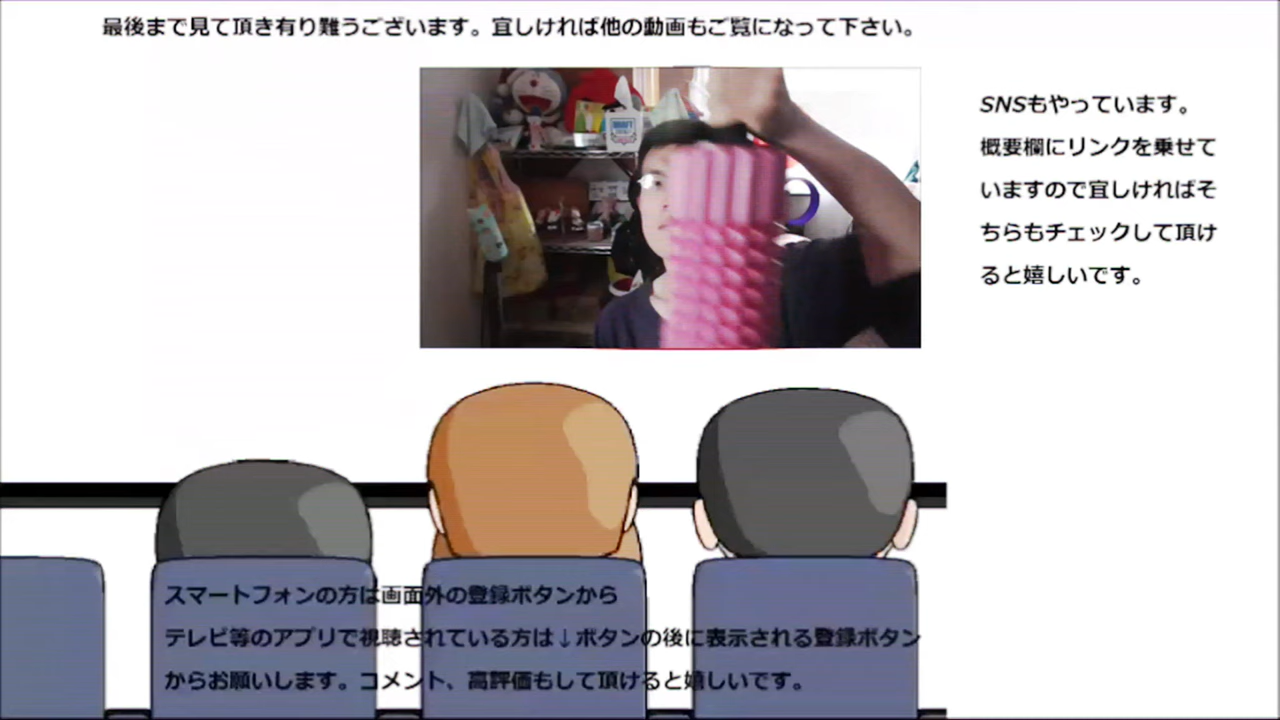 最後まで見て頂き有り難うございます。宜しければ他の動画もご覧になって下さい。
SNSもやっています。
概要欄にリンクを乗せて
いますので宜しければそ
ちらもチェックして頂け
ると嬉しいです。
スマートフォンの方は画面外の登録ボタンから
テレビ等のアプリで視聴されている方は↓ボタンの後に表示される登録ボタン
からお願いします。コメント、高評価もして頂けると嬉しいです。